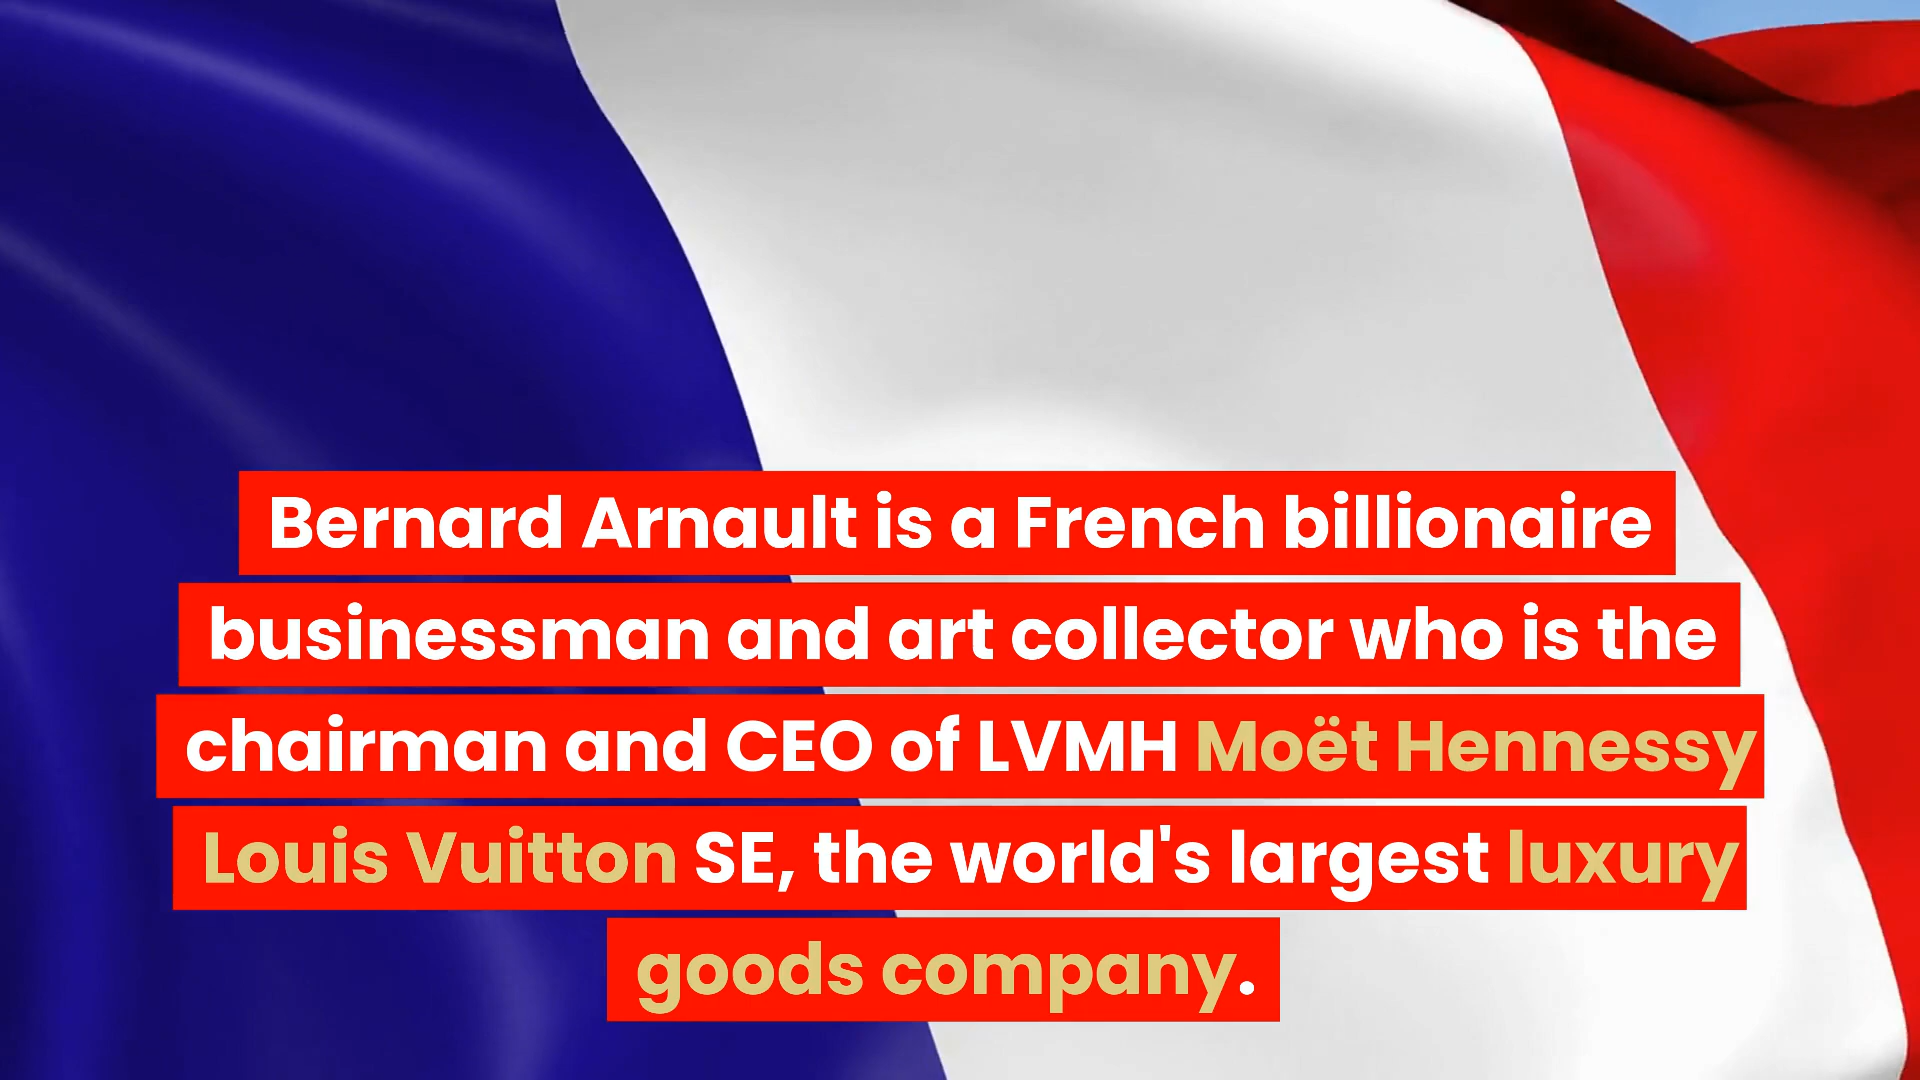 Bernard Arnault is a French billionaire
businessman and art collector who is the
chairman and CEO of LVMH Moët Hennessy
Louis Vuitton SE, the world's largest luxury
goods company.